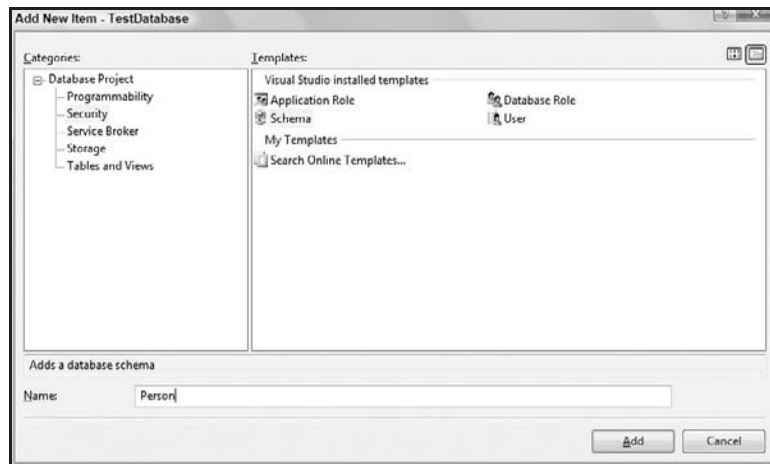 Add New Item - TestDatabase
Categories:
Templates:
Database Project
Programmability
Security
Service Broker
Storage
Tables and Views
Visual Studio installed templates
Application Role
Database Role
Schema
User
My Templates
Search Online Templates...
Adds a database schema
Name:
Person
Add
Cancel